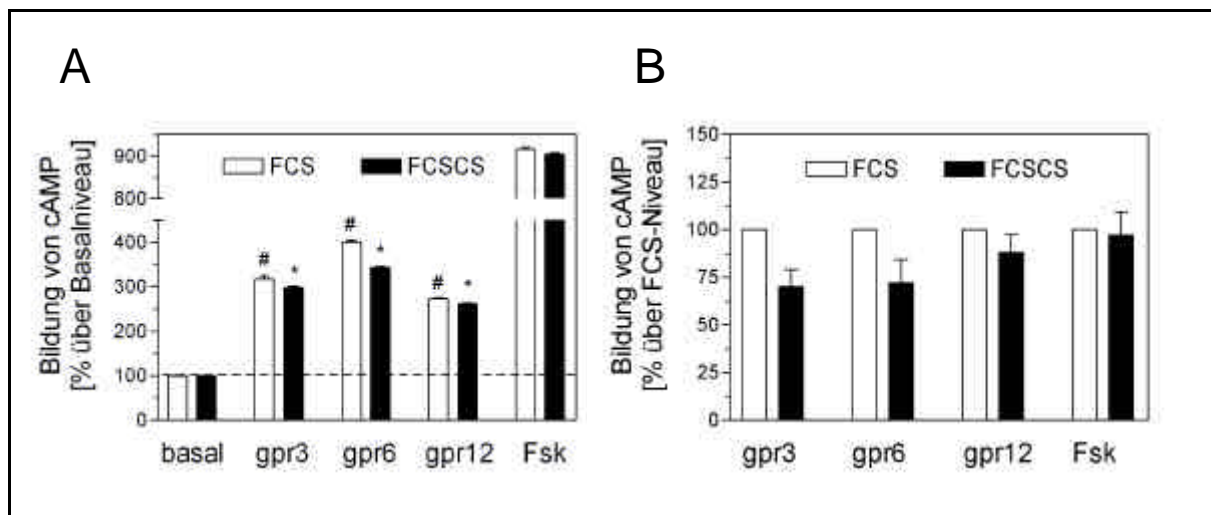 A
Bildung von cAMP
[% über Basalniveau]
900
800
400
300
200
100
0
FCS
FCSCS
#
*
#
*
#
*
basal
gpr3
gpr6
gpr12
Fsk
B
Bildung von cAMP
[% über FCS-Niveau]
150
125
100
75
50
25
0
FCS
FCSCS
gpr3
gpr6
gpr12
Fsk